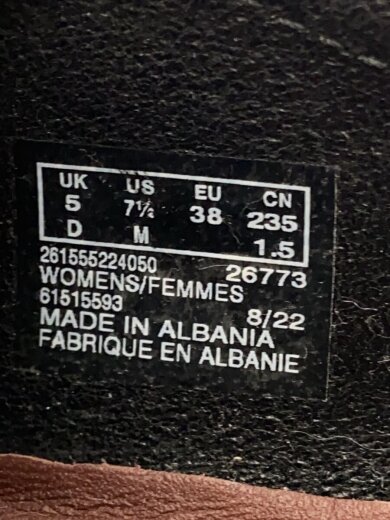 UK US EU CN
5 7½ 38 235
D M 1.5
261555224050 26773
WOMENS/FEMMES
61515593 8/22
MADE IN ALBANIA
FABRIQUE EN ALBANIE